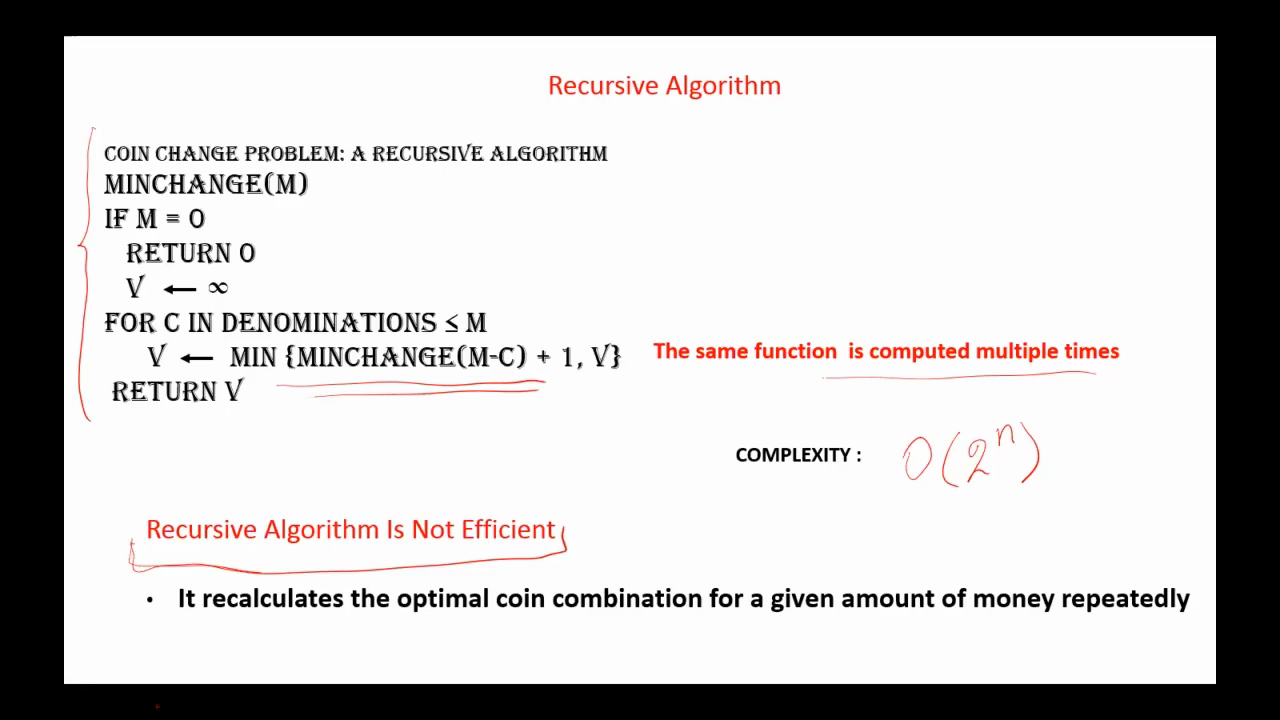 Recursive Algorithm
COIN CHANGE PROBLEM: A RECURSIVE ALGORITHM
MINCHANGE(M)
IF M = 0
RETURN 0
V ← ∞
FOR C IN DENOMINATIONS ≤ M
V ← MIN {MINCHANGE(M-C) + 1, V}
The same function is computed multiple times
RETURN V
COMPLEXITY : O(2^n)
Recursive Algorithm Is Not Efficient
• It recalculates the optimal coin combination for a given amount of money repeatedly